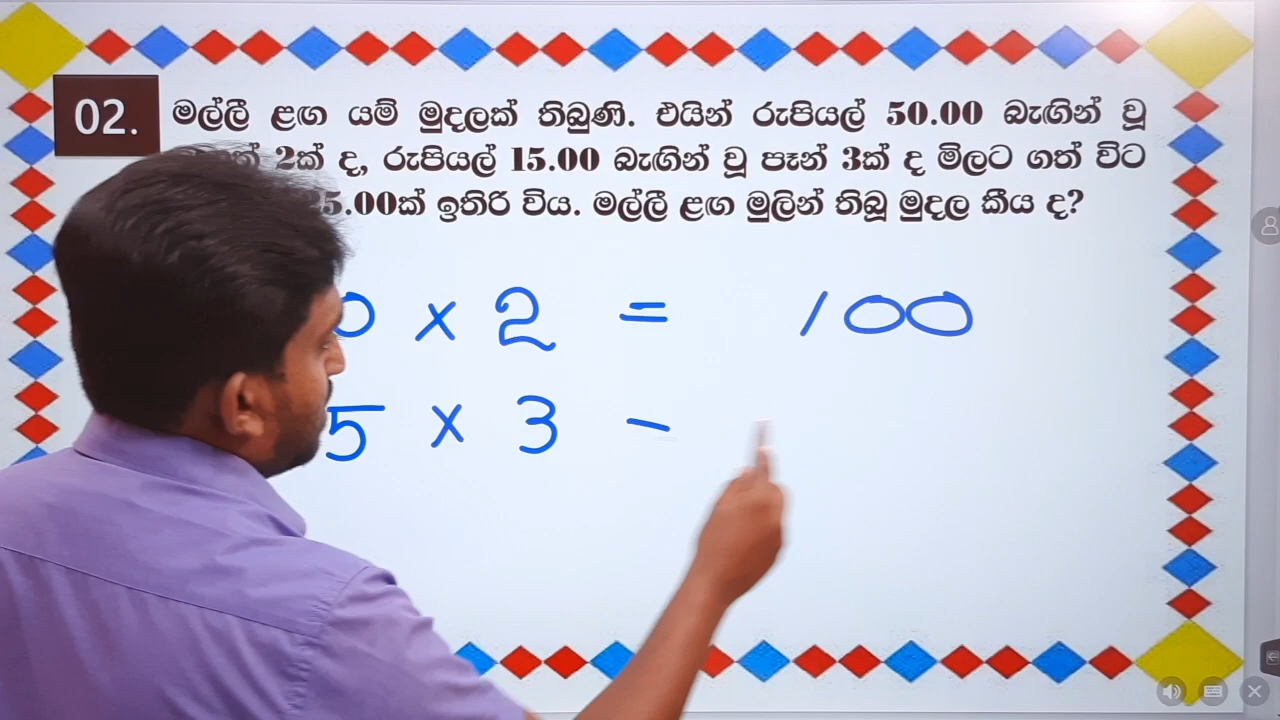 02. මල්ලී ළඟ යම් මුදලක් තිබුණි. එයින් රුපියල් 50.00 බැඟින් වූ
2ක් ද, රුපියල් 15.00 බැඟින් වූ පෑන් 3ක් ද මිලට ගත් විට
5.00ක් ඉතිරි විය. මල්ලී ළඟ මුලින් තිබූ මුදල කීය ද?
0 × 2 = 100
5 × 3 –